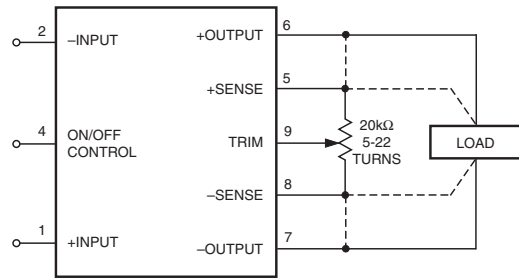 2
–INPUT
+OUTPUT
6
+SENSE
5
4
ON/OFF
CONTROL
TRIM
9
20kΩ
5-22
TURNS
LOAD
–SENSE
8
1
+INPUT
–OUTPUT
7